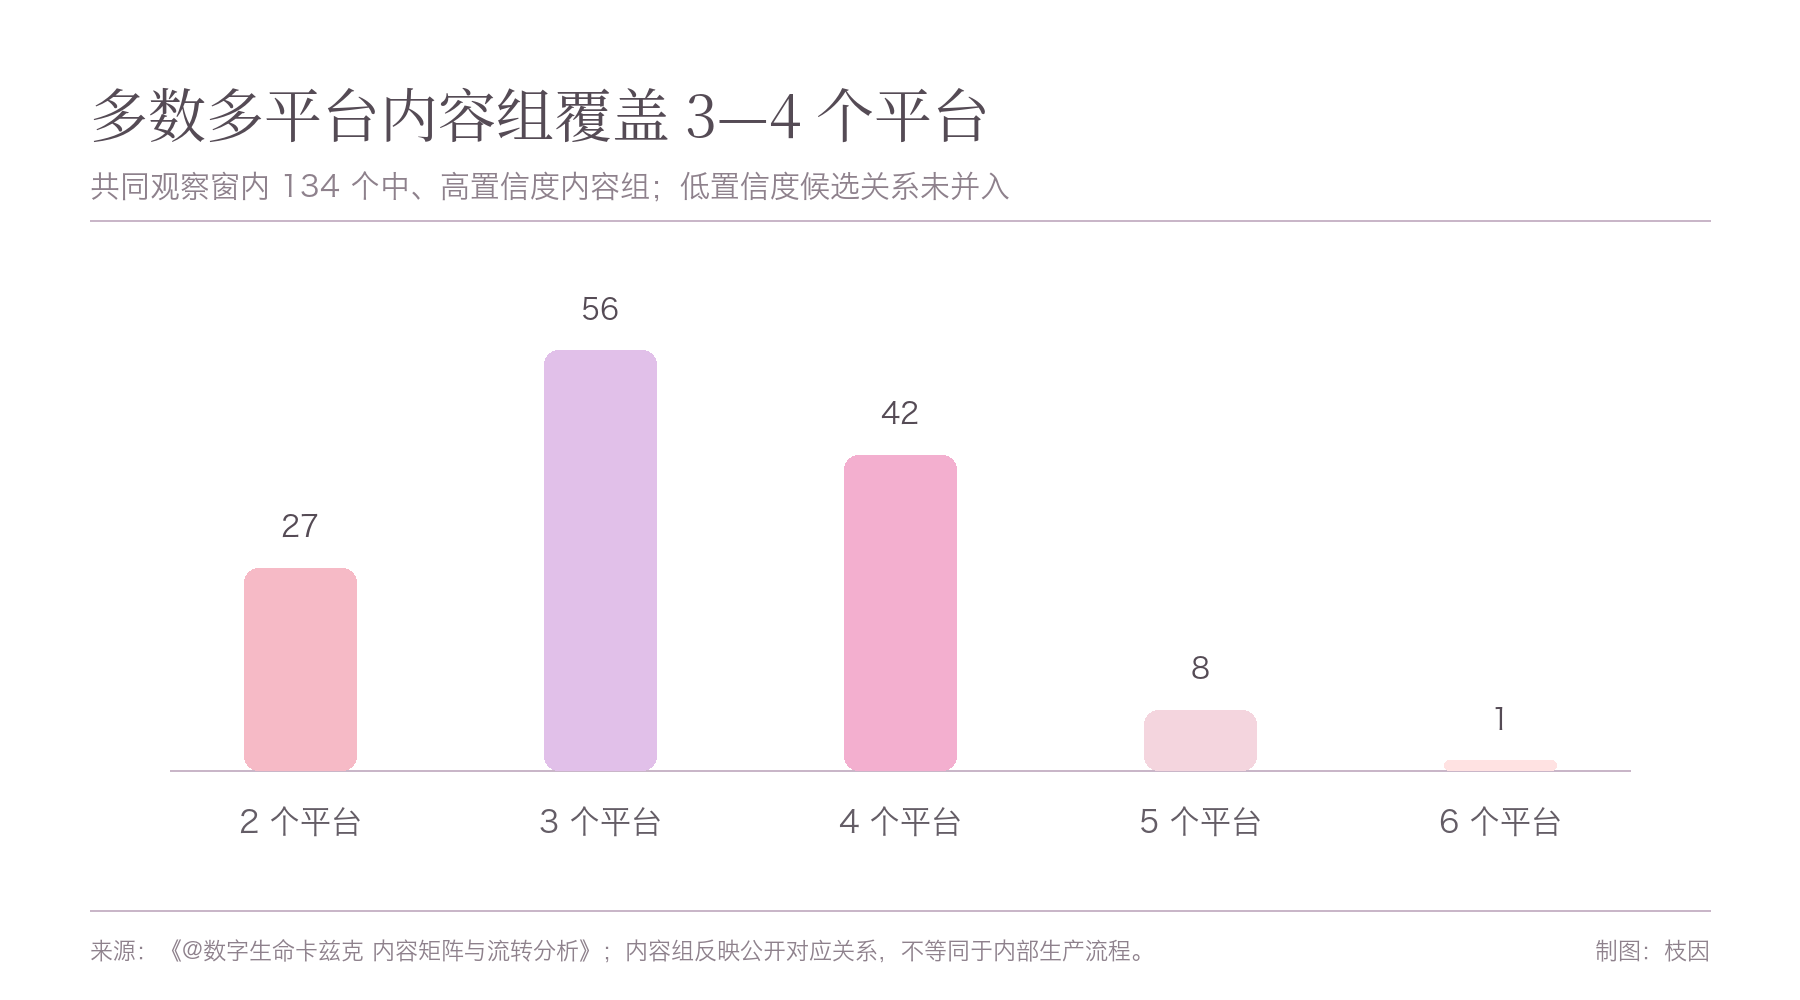 多数多平台内容组覆盖 3—4 个平台
共同观察窗内 134 个中、高置信度内容组；低置信度候选关系未并入
27
56
42
8
1
2 个平台
3 个平台
4 个平台
5 个平台
6 个平台
来源：《@数字生命卡兹克 内容矩阵与流转分析》；内容组反映公开对应关系，不等同于内部生产流程。
制图：枝因